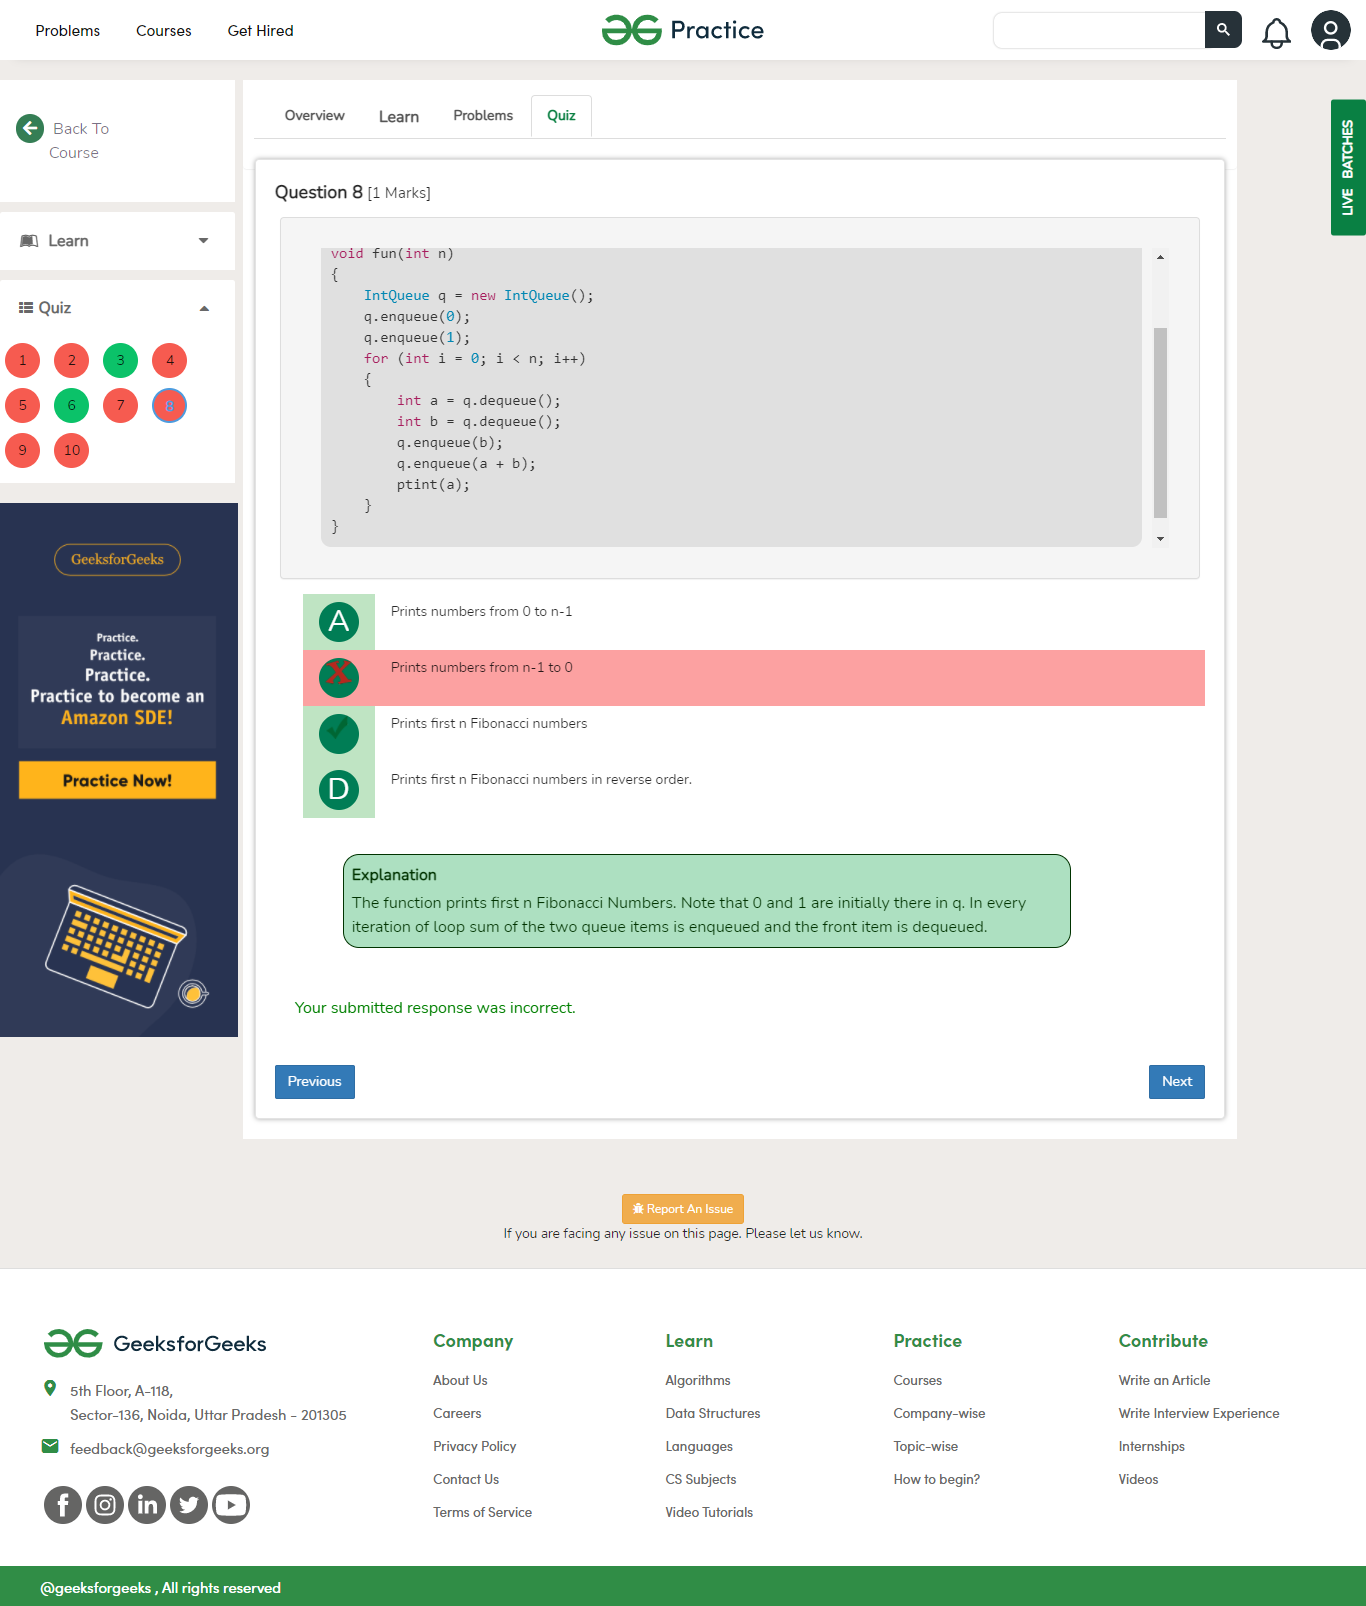 Problems Courses Get Hired
Practice
Back To
Course
Learn
Quiz
1 2 3 4
5 6 7 8
9 10
GeeksforGeeks
Practice.
Practice.
Practice.
Practice to become an
Amazon SDE!
Practice Now!
Overview Learn Problems Quiz
LIVE BATCHES
Question 8 [1 Marks]
void fun(int n)
{
    IntQueue q = new IntQueue();
    q.enqueue(0);
    q.enqueue(1);
    for (int i = 0; i < n; i++)
    {
        int a = q.dequeue();
        int b = q.dequeue();
        q.enqueue(b);
        q.enqueue(a + b);
        ptint(a);
    }
}
A Prints numbers from 0 to n-1
X Prints numbers from n-1 to 0
Prints first n Fibonacci numbers
D Prints first n Fibonacci numbers in reverse order.
Explanation
The function prints first n Fibonacci Numbers. Note that 0 and 1 are initially there in q. In every
iteration of loop sum of the two queue items is enqueued and the front item is dequeued.
Your submitted response was incorrect.
Previous Next
Report An Issue
If you are facing any issue on this page. Please let us know.
GeeksforGeeks
5th Floor, A-118,
Sector-136, Noida, Uttar Pradesh - 201305
feedback@geeksforgeeks.org
Company
About Us
Careers
Privacy Policy
Contact Us
Terms of Service
Learn
Algorithms
Data Structures
Languages
CS Subjects
Video Tutorials
Practice
Courses
Company-wise
Topic-wise
How to begin?
Contribute
Write an Article
Write Interview Experience
Internships
Videos
@geeksforgeeks , All rights reserved